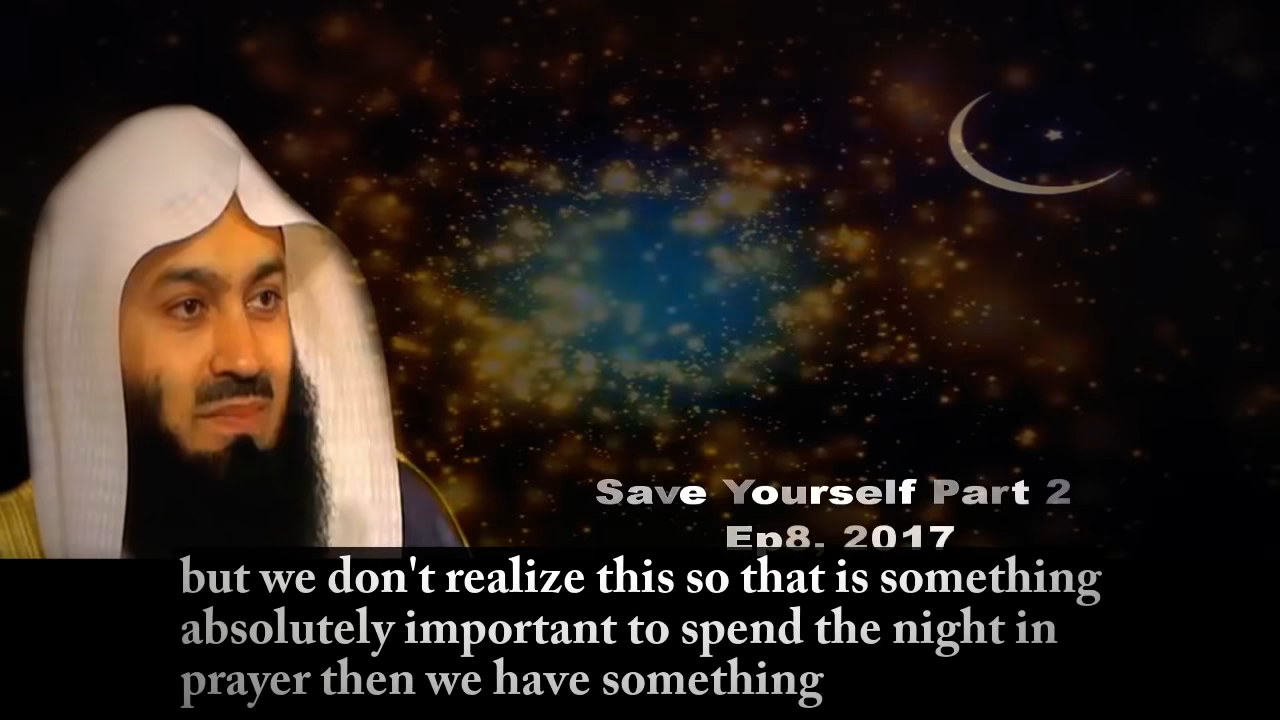 Save Yourself Part 2
Ep8, 2017
but we don't realize this so that is something
absolutely important to spend the night in
prayer then we have something